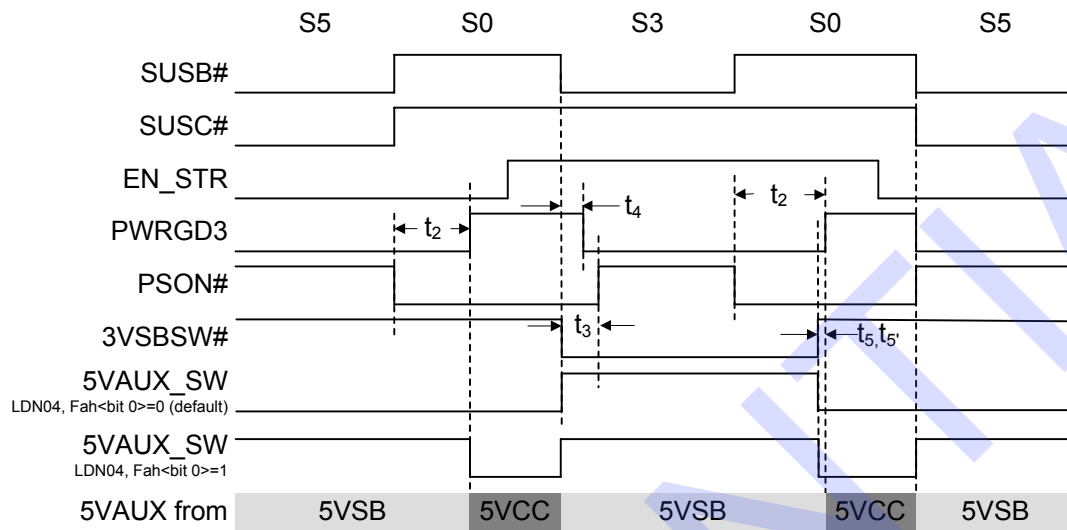 S5 S0 S3 S0 S5
SUSB#
SUSC#
EN_STR
t2
t4
PWRGD3
t2
PSON#
3VSBSW#
t3
t5,t5'
5VAUX_SW
LDN04, Fah<bit 0>=0 (default)
5VAUX_SW
LDN04, Fah<bit 0>=1
5VAUX from 5VSB 5VCC 5VSB 5VCC 5VSB